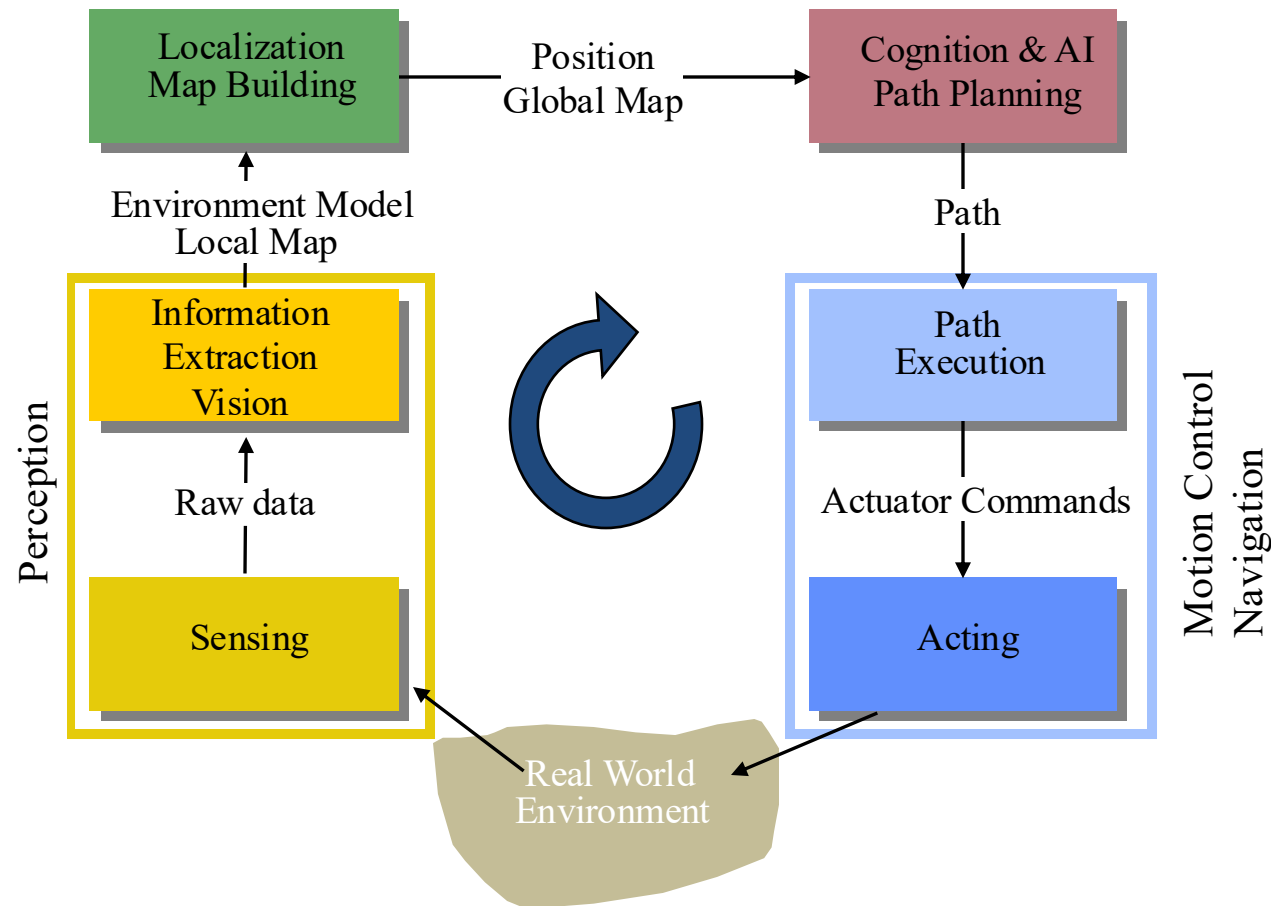 Localization
Map Building
Position
Global Map
Cognition & AI
Path Planning
Environment Model
Local Map
Path
Information
Extraction
Vision
Path
Execution
Perception
Raw data
Actuator Commands
Motion Control
Navigation
Sensing
Acting
Real World
Environment